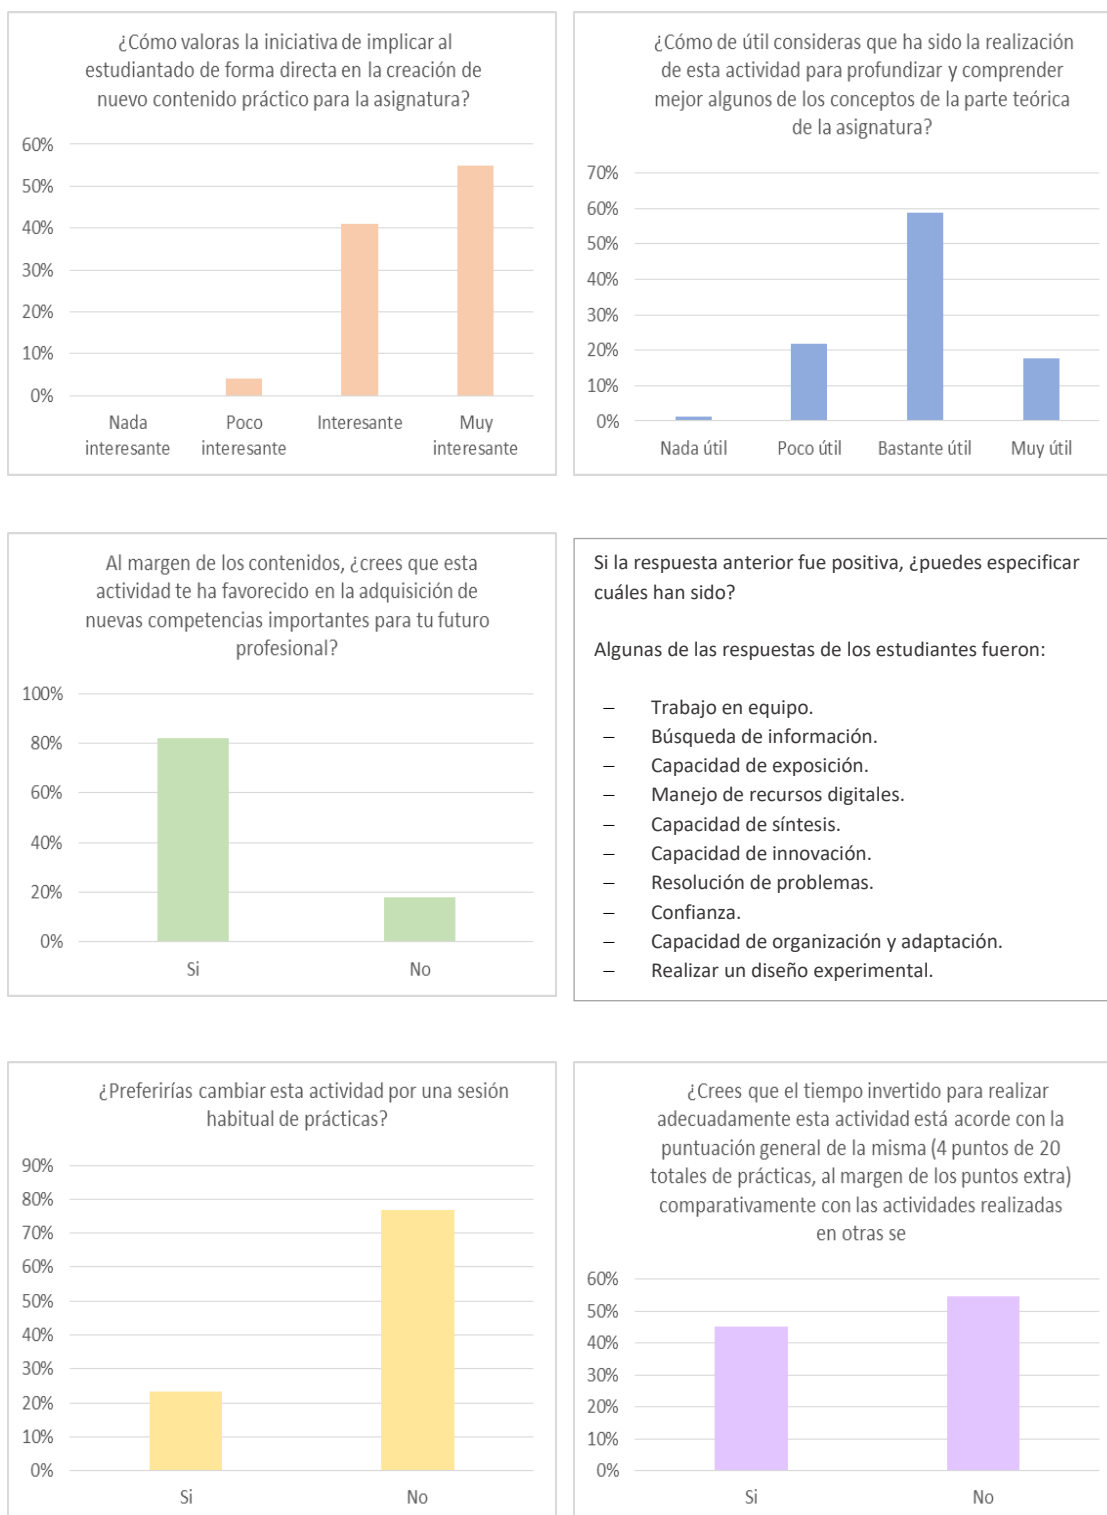 ¿Cómo valoras la iniciativa de implicar al
estudiantado de forma directa en la creación de
nuevo contenido práctico para la asignatura?
60%
50%
40%
30%
20%
10%
0%
Nada
interesante
Poco
interesante
Interesante
Muy
interesante
¿Cómo de útil consideras que ha sido la realización
de esta actividad para profundizar y comprender
mejor algunos de los conceptos de la parte teórica
de la asignatura?
70%
60%
50%
40%
30%
20%
10%
0%
Nada útil
Poco útil
Bastante útil
Muy útil
Al margen de los contenidos, ¿crees que esta
actividad te ha favorecido en la adquisición de
nuevas competencias importantes para tu futuro
profesional?
100%
80%
60%
40%
20%
0%
Si
No
Si la respuesta anterior fue positiva, ¿puedes especificar
cuáles han sido?
Algunas de las respuestas de los estudiantes fueron:
– Trabajo en equipo.
– Búsqueda de información.
– Capacidad de exposición.
– Manejo de recursos digitales.
– Capacidad de síntesis.
– Capacidad de innovación.
– Resolución de problemas.
– Confianza.
– Capacidad de organización y adaptación.
– Realizar un diseño experimental.
¿Preferirías cambiar esta actividad por una sesión
habitual de prácticas?
90%
80%
70%
60%
50%
40%
30%
20%
10%
0%
Si
No
¿Crees que el tiempo invertido para realizar
adecuadamente esta actividad está acorde con la
puntuación general de la misma (4 puntos de 20
totales de prácticas, al margen de los puntos extra)
comparativamente con las actividades realizadas
en otras se
60%
50%
40%
30%
20%
10%
0%
Si
No